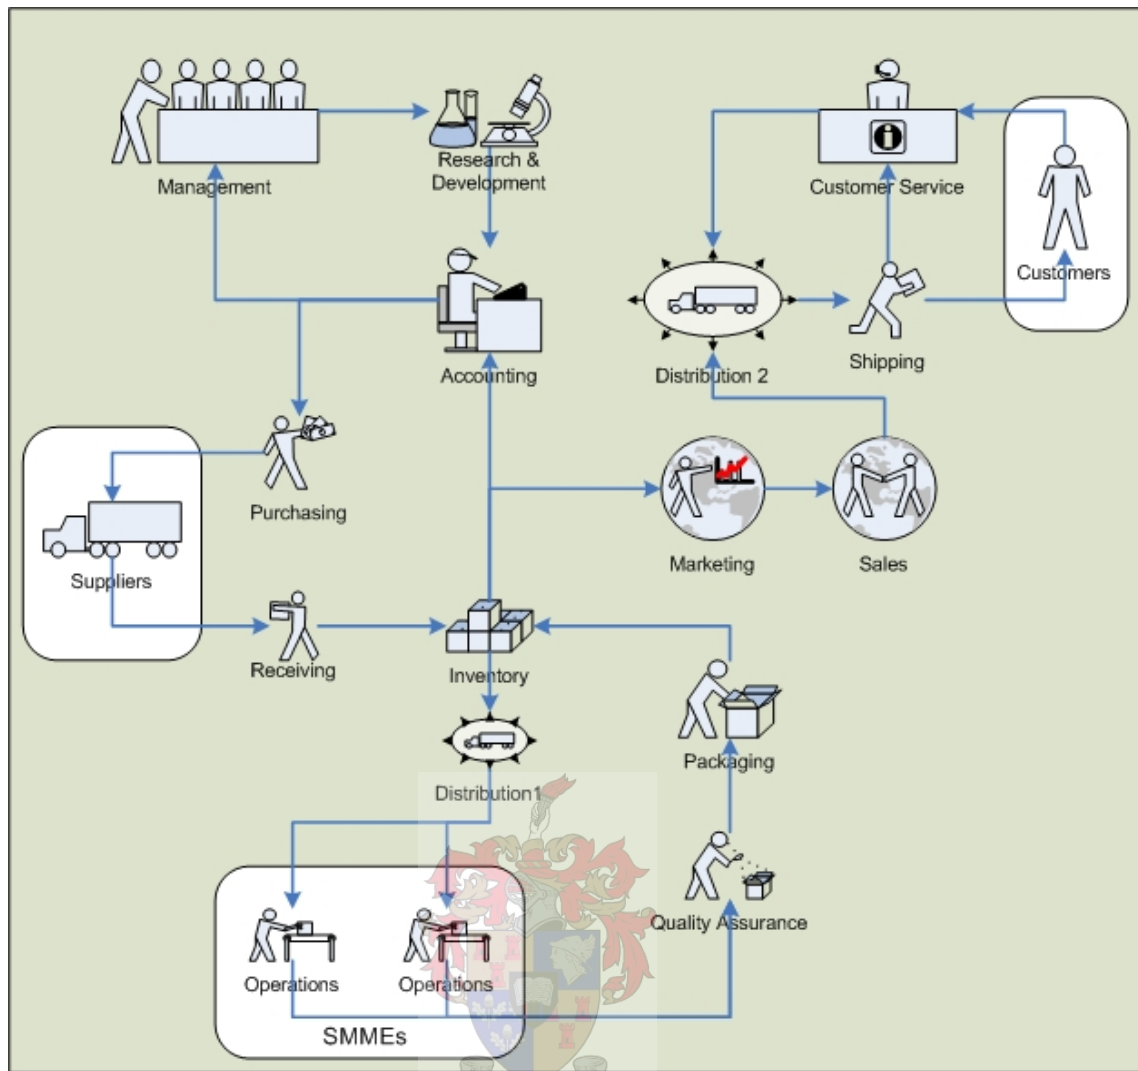 Management
Research &
Development
Customer Service
Customers
Accounting
Distribution 2
Shipping
Purchasing
Suppliers
Marketing
Sales
Receiving
Inventory
Packaging
Distribution1
Quality Assurance
Operations
Operations
SMMEs